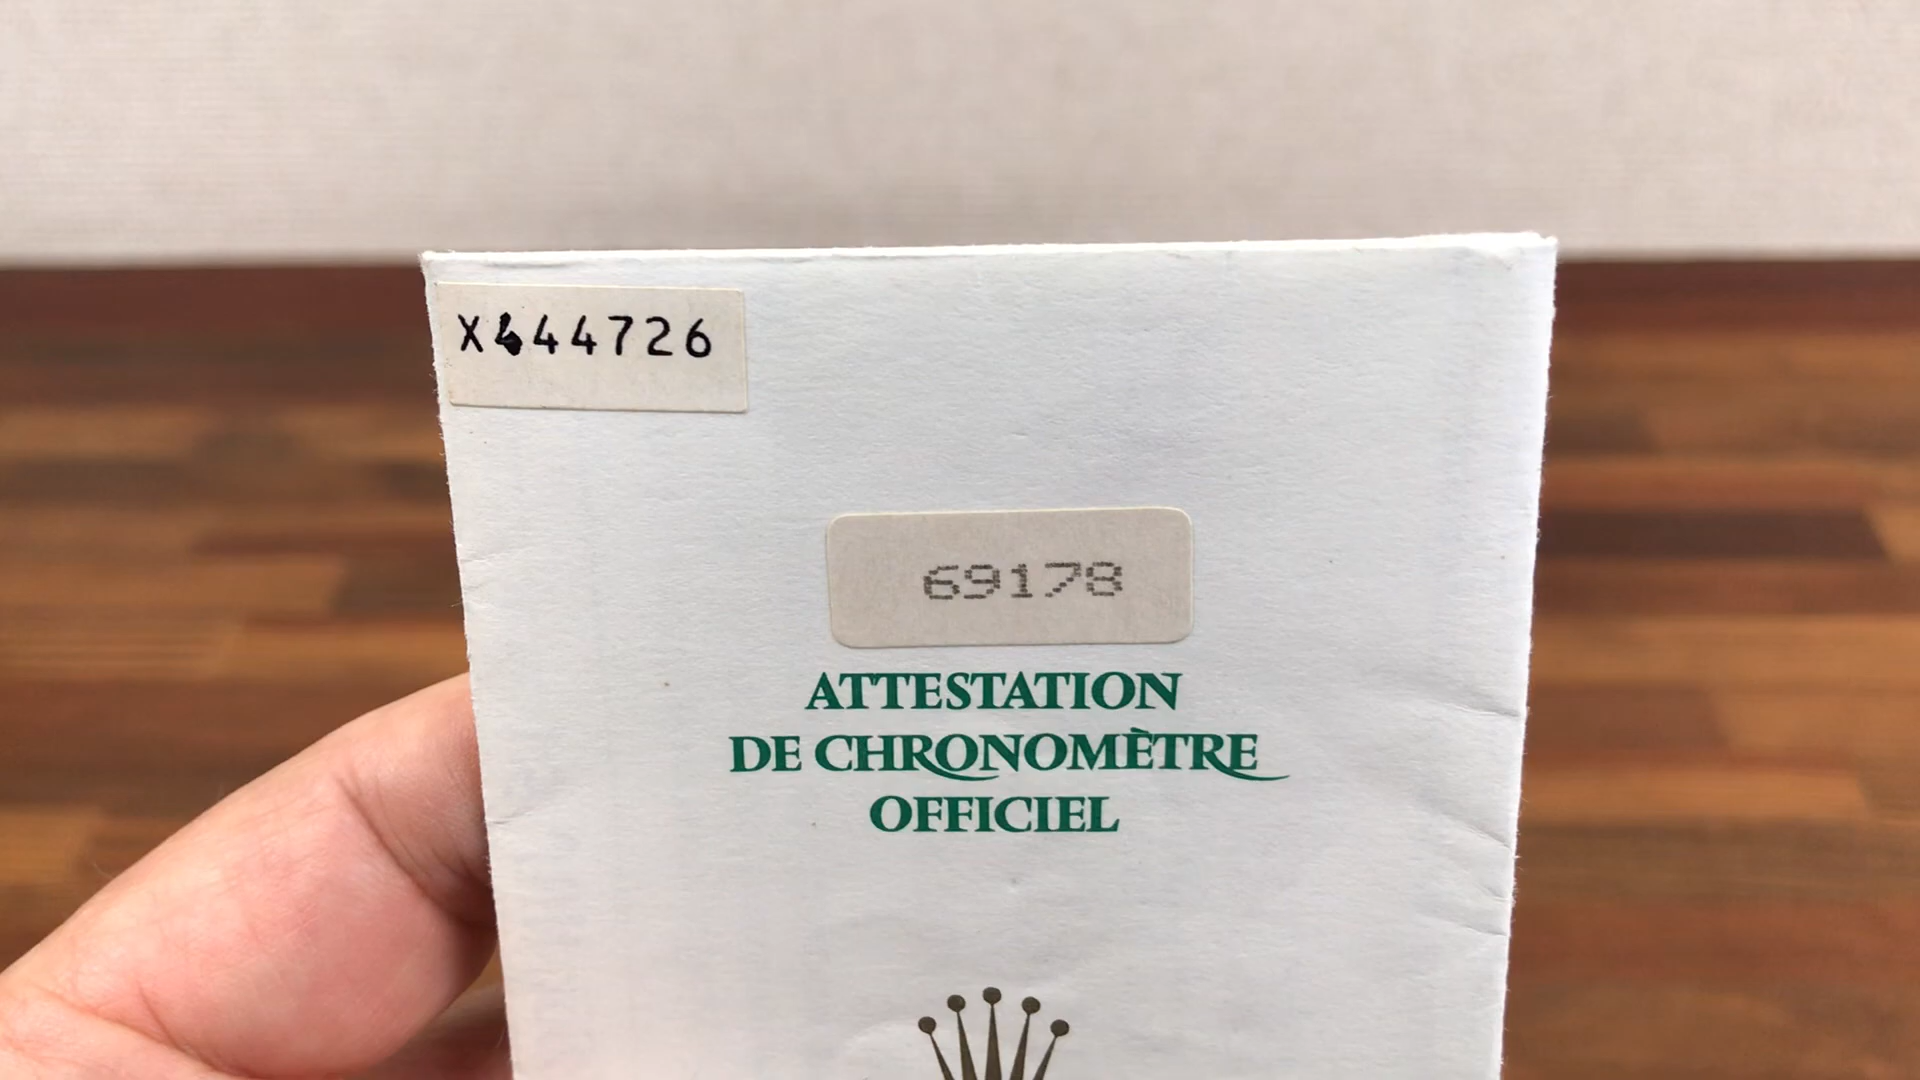 X444726
69178
ATTESTATION
DE CHRONOMÈTRE
OFFICIEL